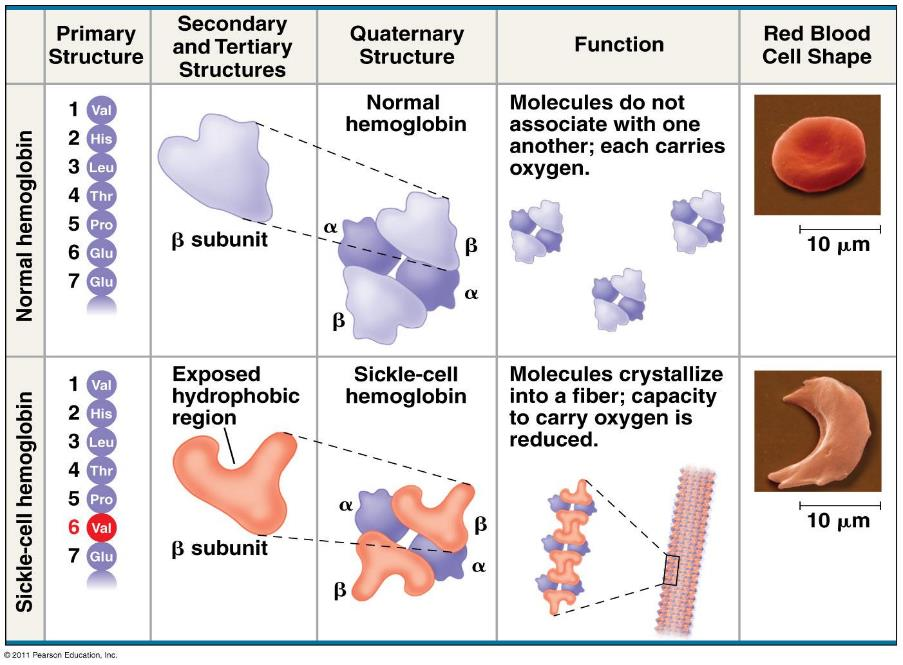 Primary
Structure
Secondary
and Tertiary
Structures
Quaternary
Structure
Function
Red Blood
Cell Shape
Normal hemoglobin
1 Val
2 His
3 Leu
4 Thr
5 Pro
6 Glu
7 Glu
β subunit
Normal
hemoglobin
α
β
α
β
Molecules do not
associate with one
another; each carries
oxygen.
10 μm
Sickle-cell hemoglobin
1 Val
2 His
3 Leu
4 Thr
5 Pro
6 Val
7 Glu
Exposed
hydrophobic
region
β subunit
Sickle-cell
hemoglobin
α
β
α
β
Molecules crystallize
into a fiber; capacity
to carry oxygen is
reduced.
10 μm
© 2011 Pearson Education, Inc.